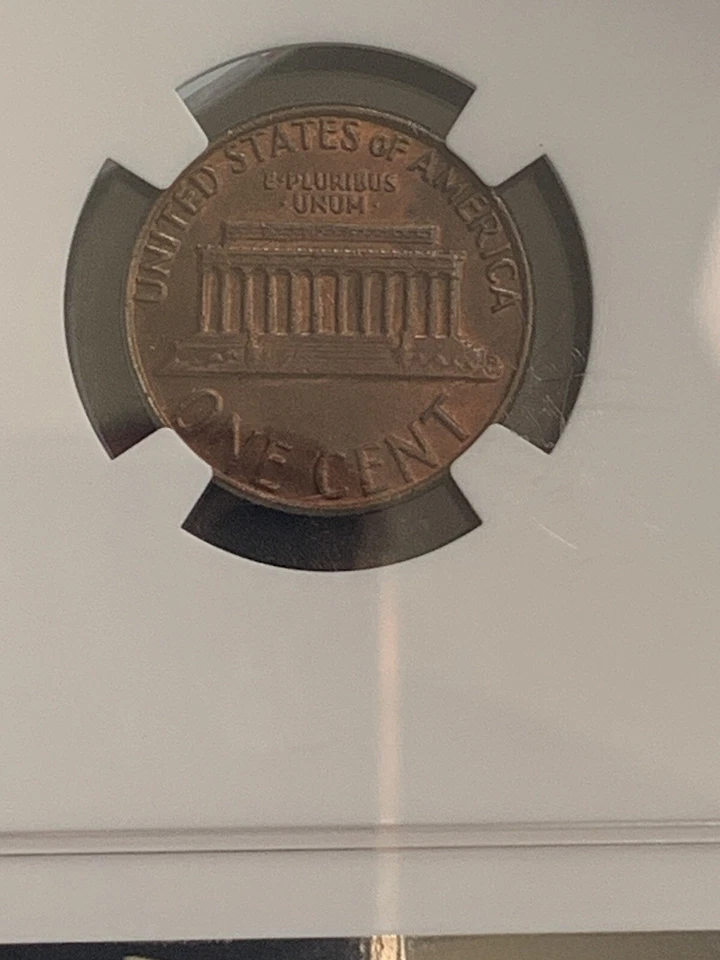 UNITED STATES OF AMERICA
E·PLURIBUS
·UNUM·
ONE CENT